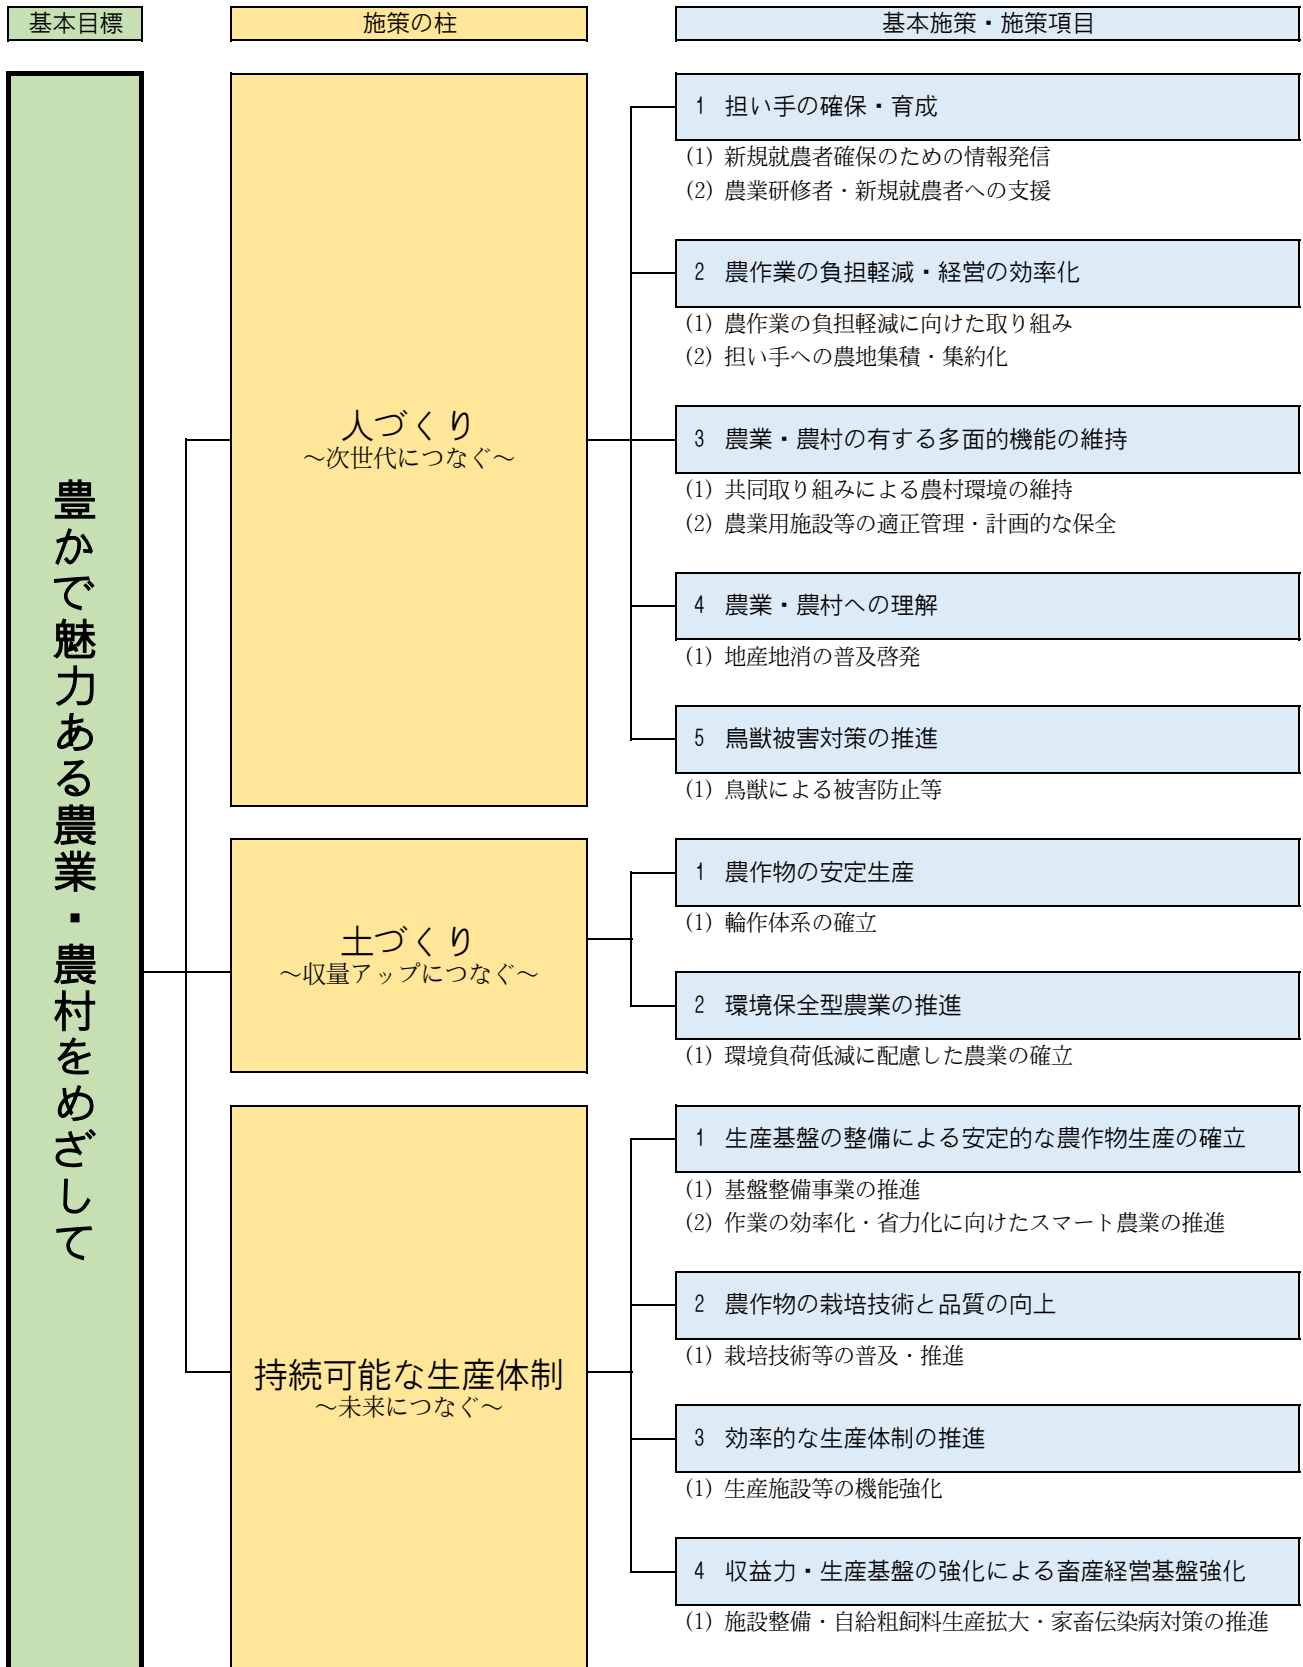 基本目標
施策の柱
基本施策・施策項目
豊かで魅力ある農業・農村をめざして
人づくり
～次世代につなぐ～
1 担い手の確保・育成
(1) 新規就農者確保のための情報発信
(2) 農業研修者・新規就農者への支援
2 農作業の負担軽減・経営の効率化
(1) 農作業の負担軽減に向けた取り組み
(2) 担い手への農地集積・集約化
3 農業・農村の有する多面的機能の維持
(1) 共同取り組みによる農村環境の維持
(2) 農業用施設等の適正管理・計画的な保全
4 農業・農村への理解
(1) 地産地消の普及啓発
5 鳥獣被害対策の推進
(1) 鳥獣による被害防止等
土づくり
～収量アップにつなぐ～
1 農作物の安定生産
(1) 輪作体系の確立
2 環境保全型農業の推進
(1) 環境負荷低減に配慮した農業の確立
持続可能な生産体制
～未来につなぐ～
1 生産基盤の整備による安定的な農作物生産の確立
(1) 基盤整備事業の推進
(2) 作業の効率化・省力化に向けたスマート農業の推進
2 農作物の栽培技術と品質の向上
(1) 栽培技術等の普及・推進
3 効率的な生産体制の推進
(1) 生産施設等の機能強化
4 収益力・生産基盤の強化による畜産経営基盤強化
(1) 施設整備・自給粗飼料生産拡大・家畜伝染病対策の推進